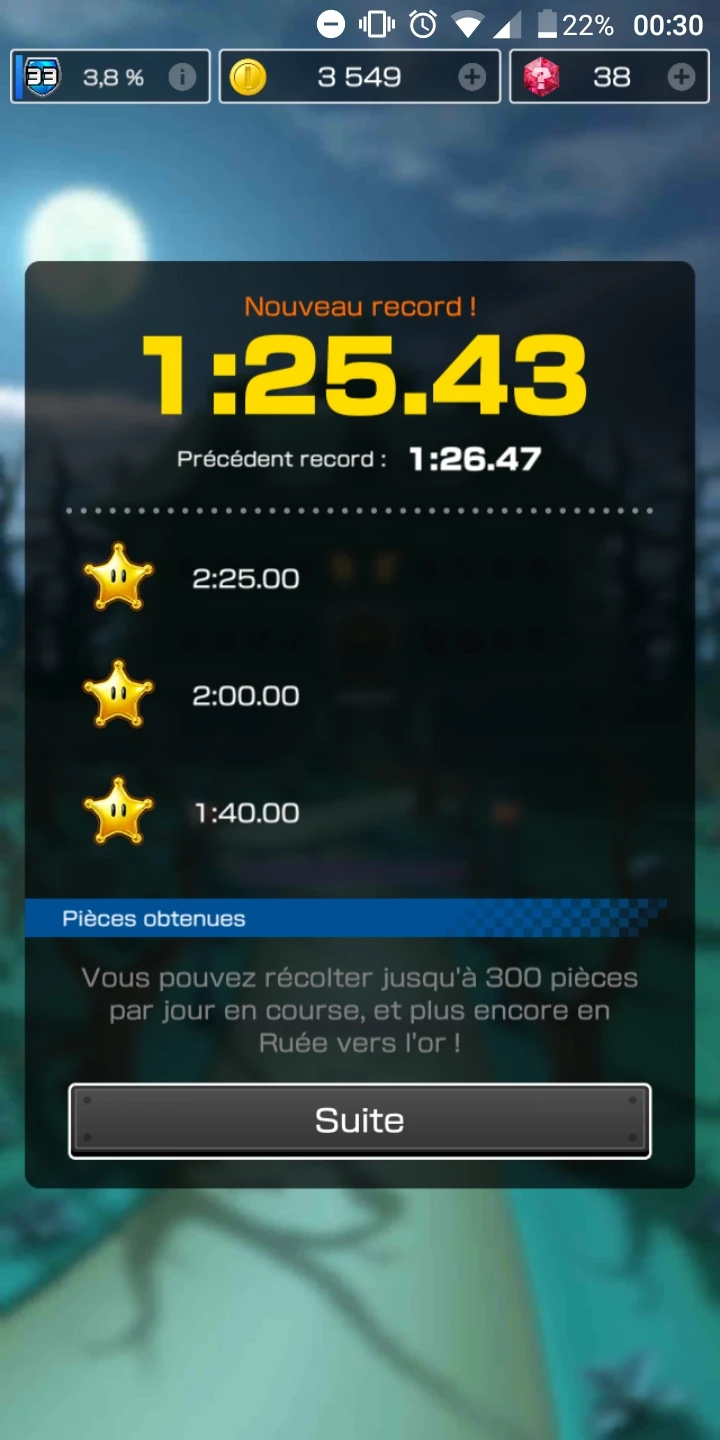 22% 00:30
33 3,8 % i 3 549 + ? 38 +
Nouveau record !
1:25.43
Précédent record : 1:26.47
2:25.00
2:00.00
1:40.00
Pièces obtenues
Vous pouvez récolter jusqu'à 300 pièces
par jour en course, et plus encore en
Ruée vers l'or !
Suite